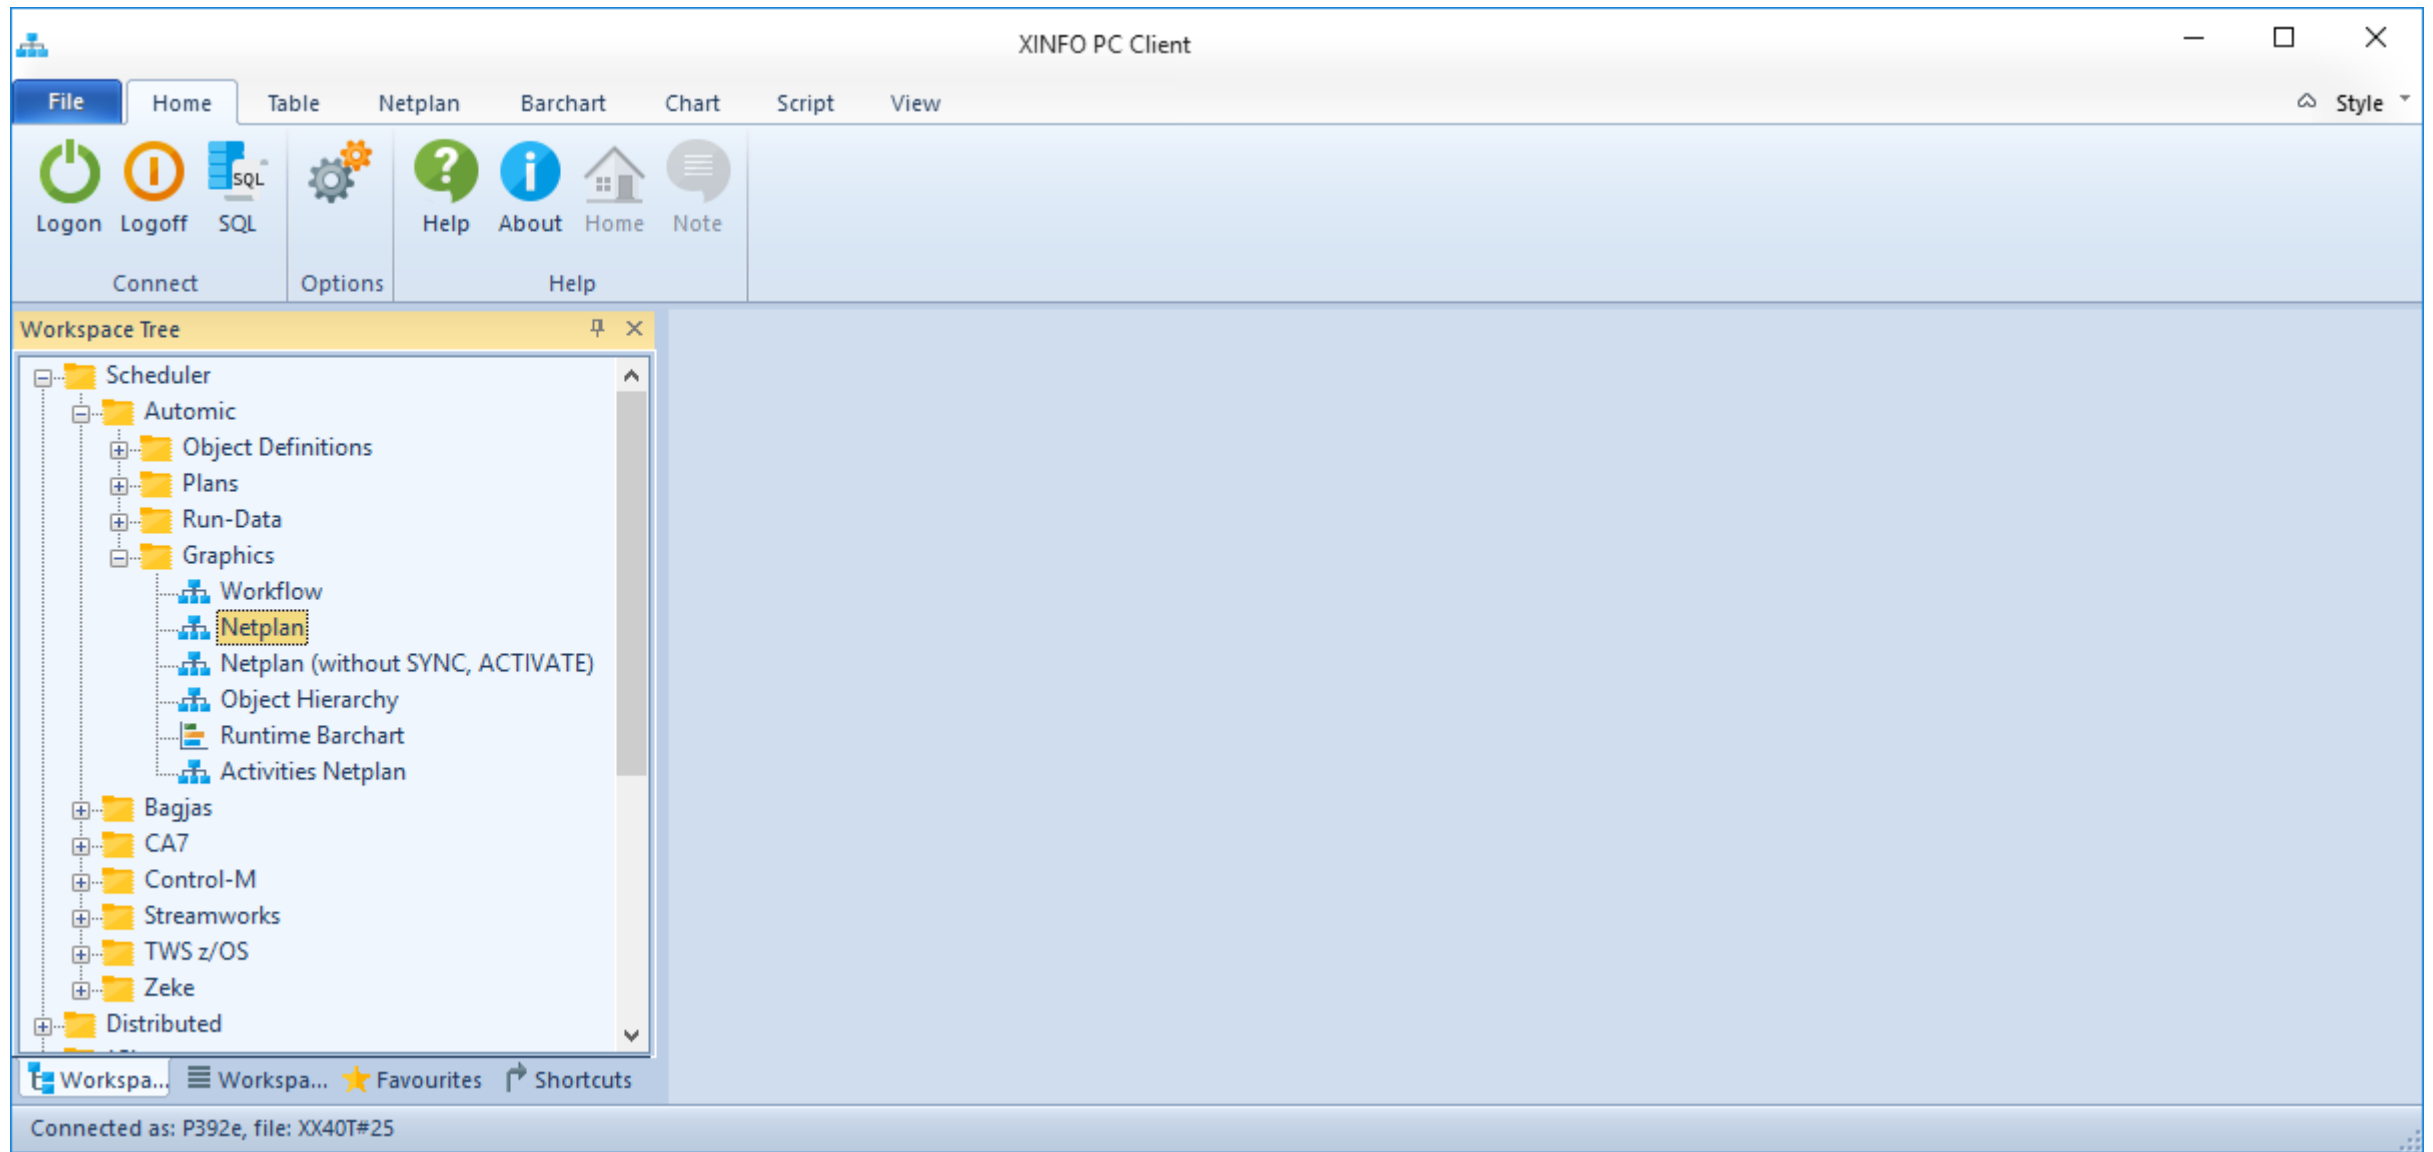 XINFO PC Client
File Home Table Netplan Barchart Chart Script View Style
SQL
Logon Logoff SQL Help About Home Note
Connect Options Help
Workspace Tree
Scheduler
Automic
Object Definitions
Plans
Run-Data
Graphics
Workflow
Netplan
Netplan (without SYNC, ACTIVATE)
Object Hierarchy
Runtime Barchart
Activities Netplan
Bagjas
CA7
Control-M
Streamworks
TWS z/OS
Zeke
Distributed
Workspa... Workspa... Favourites Shortcuts
Connected as: P392e, file: XX40T#25